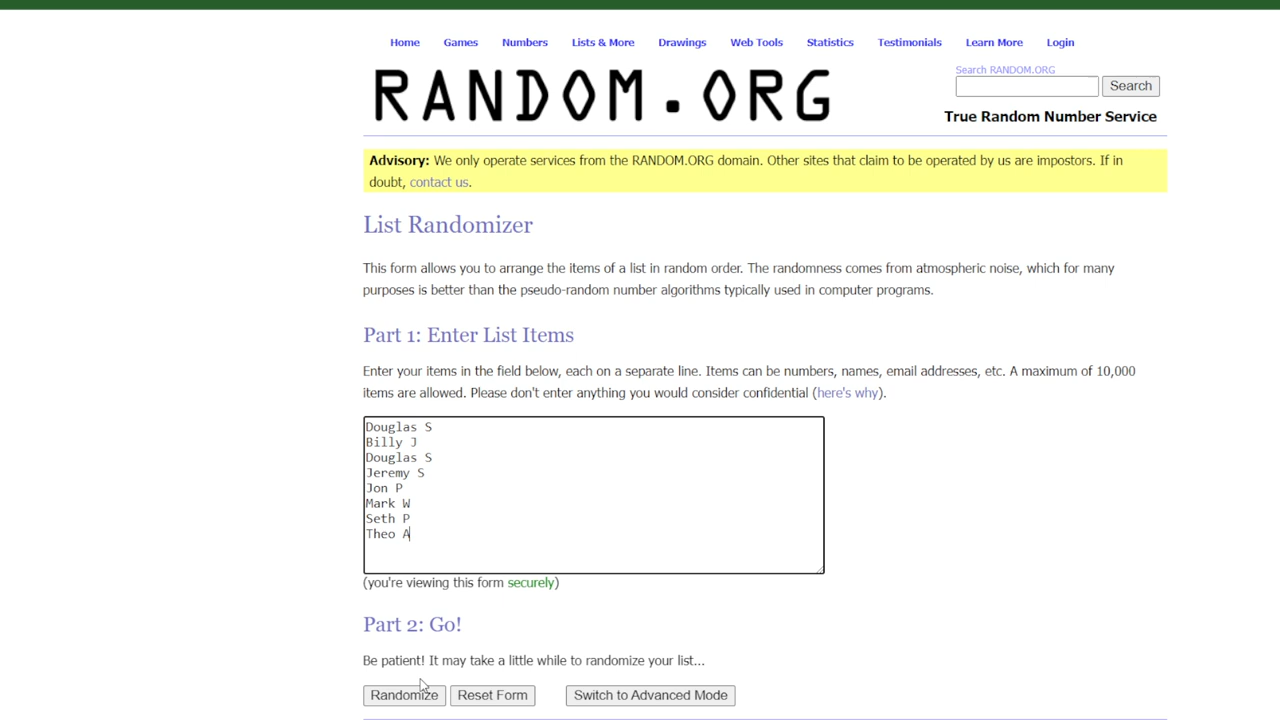 Home Games Numbers Lists & More Drawings Web Tools Statistics Testimonials Learn More Login
RANDOM.ORG
Search RANDOM.ORG
Search
True Random Number Service
Advisory: We only operate services from the RANDOM.ORG domain. Other sites that claim to be operated by us are impostors. If in
doubt, contact us.
List Randomizer
This form allows you to arrange the items of a list in random order. The randomness comes from atmospheric noise, which for many
purposes is better than the pseudo-random number algorithms typically used in computer programs.
Part 1: Enter List Items
Enter your items in the field below, each on a separate line. Items can be numbers, names, email addresses, etc. A maximum of 10,000
items are allowed. Please don't enter anything you would consider confidential (here's why).
Douglas S
Billy J
Douglas S
Jeremy S
Jon P
Mark W
Seth P
Theo A
(you're viewing this form securely)
Part 2: Go!
Be patient! It may take a little while to randomize your list...
Randomize Reset Form Switch to Advanced Mode